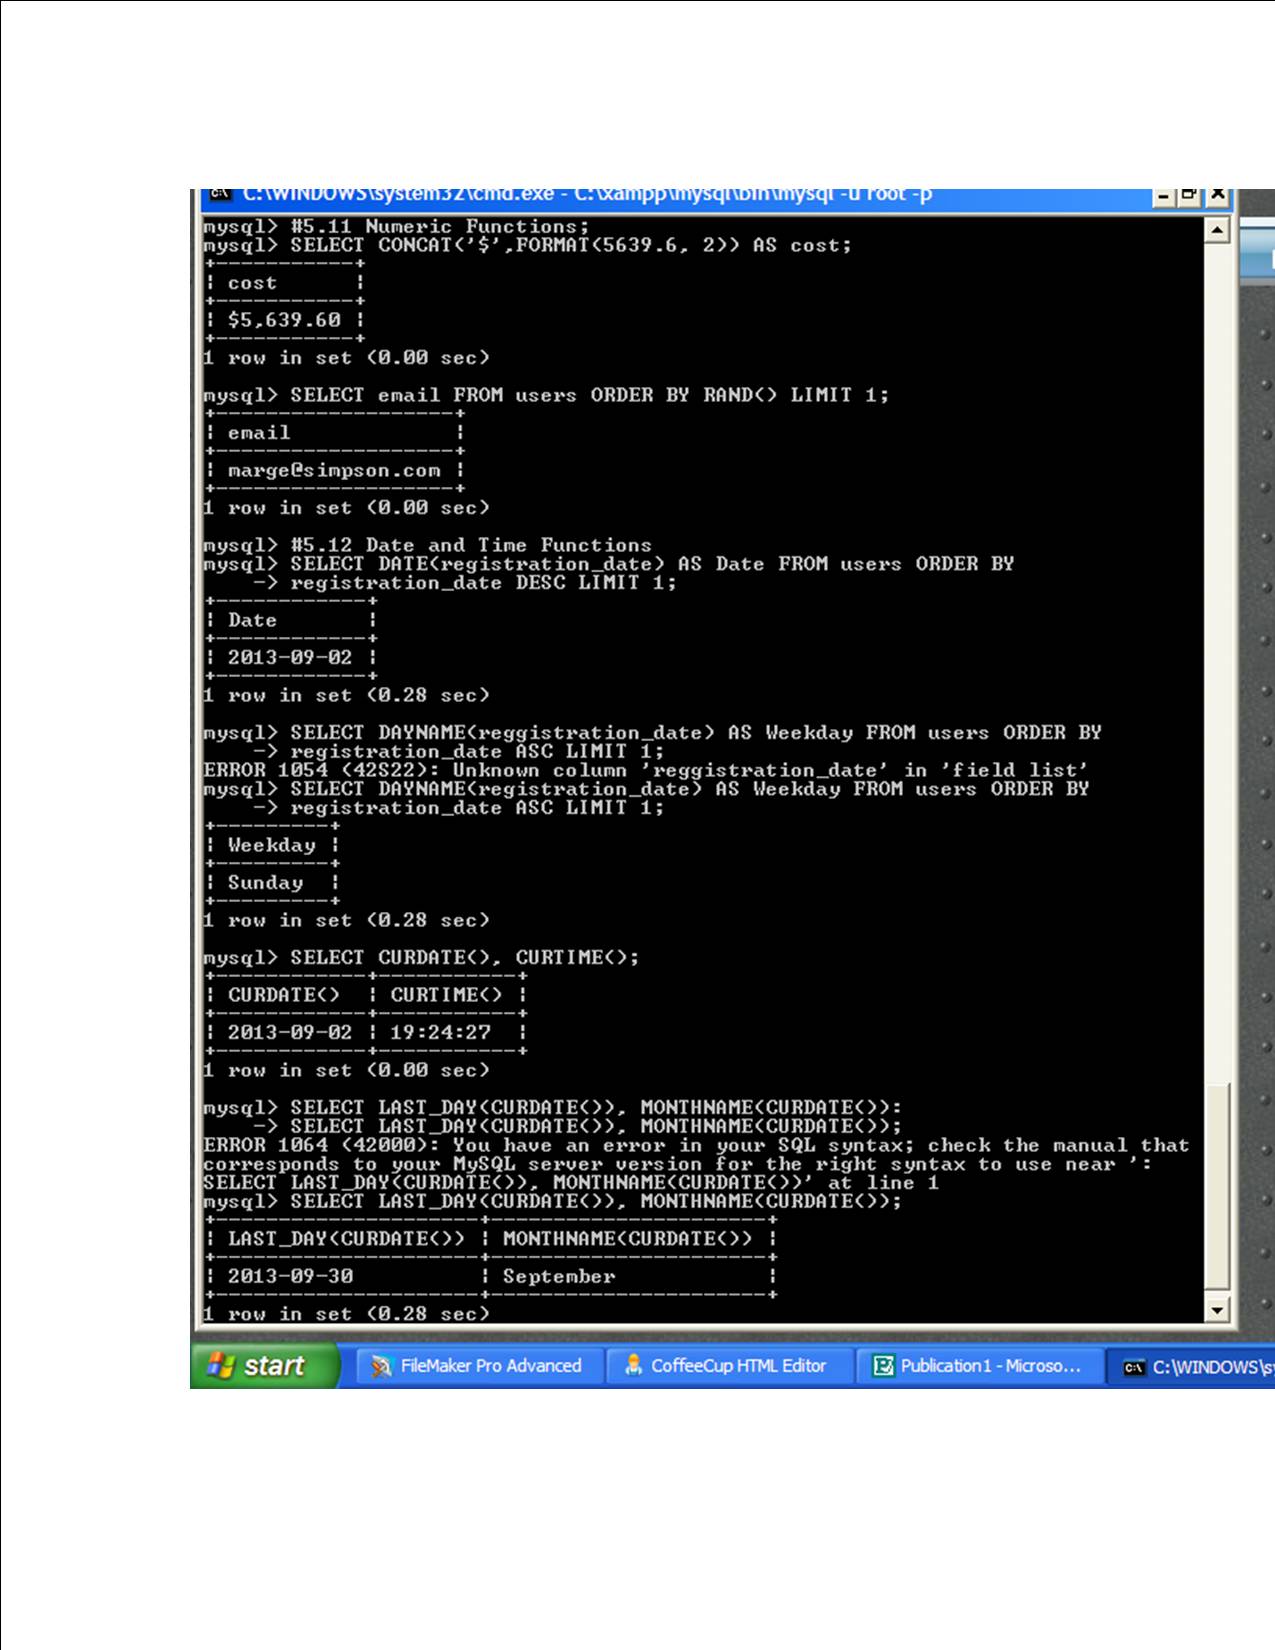 C:\WINDOWS\system32\cmd.exe - C:\xampp\mysql\bin\mysql -u root -p
mysql> #5.11 Numeric Functions;
mysql> SELECT CONCAT('$',FORMAT(5639.6, 2)) AS cost;
+-----------+
| cost      |
+-----------+
| $5,639.60 |
+-----------+
1 row in set (0.00 sec)
mysql> SELECT email FROM users ORDER BY RAND() LIMIT 1;
+-------------------+
| email             |
+-------------------+
| marge@simpson.com |
+-------------------+
1 row in set (0.00 sec)
mysql> #5.12 Date and Time Functions
mysql> SELECT DATE(registration_date) AS Date FROM users ORDER BY
    -> registration_date DESC LIMIT 1;
+------------+
| Date       |
+------------+
| 2013-09-02 |
+------------+
1 row in set (0.28 sec)
mysql> SELECT DAYNAME(reggistration_date) AS Weekday FROM users ORDER BY
    -> registration_date ASC LIMIT 1;
ERROR 1054 (42S22): Unknown column 'reggistration_date' in 'field list'
mysql> SELECT DAYNAME(registration_date) AS Weekday FROM users ORDER BY
    -> registration_date ASC LIMIT 1;
+---------+
| Weekday |
+---------+
| Sunday  |
+---------+
1 row in set (0.28 sec)
mysql> SELECT CURDATE(), CURTIME();
+------------+-----------+
| CURDATE()  | CURTIME() |
+------------+-----------+
| 2013-09-02 | 19:24:27  |
+------------+-----------+
1 row in set (0.00 sec)
mysql> SELECT LAST_DAY(CURDATE()), MONTHNAME(CURDATE()):
    -> SELECT LAST_DAY(CURDATE()), MONTHNAME(CURDATE());
ERROR 1064 (42000): You have an error in your SQL syntax; check the manual that
corresponds to your MySQL server version for the right syntax to use near ':
SELECT LAST_DAY(CURDATE()), MONTHNAME(CURDATE())' at line 1
mysql> SELECT LAST_DAY(CURDATE()), MONTHNAME(CURDATE());
+---------------------+----------------------+
| LAST_DAY(CURDATE()) | MONTHNAME(CURDATE()) |
+---------------------+----------------------+
| 2013-09-30          | September            |
+---------------------+----------------------+
1 row in set (0.28 sec)
start FileMaker Pro Advanced CoffeeCup HTML Editor Publication1 - Microso... C:\WINDOWS\